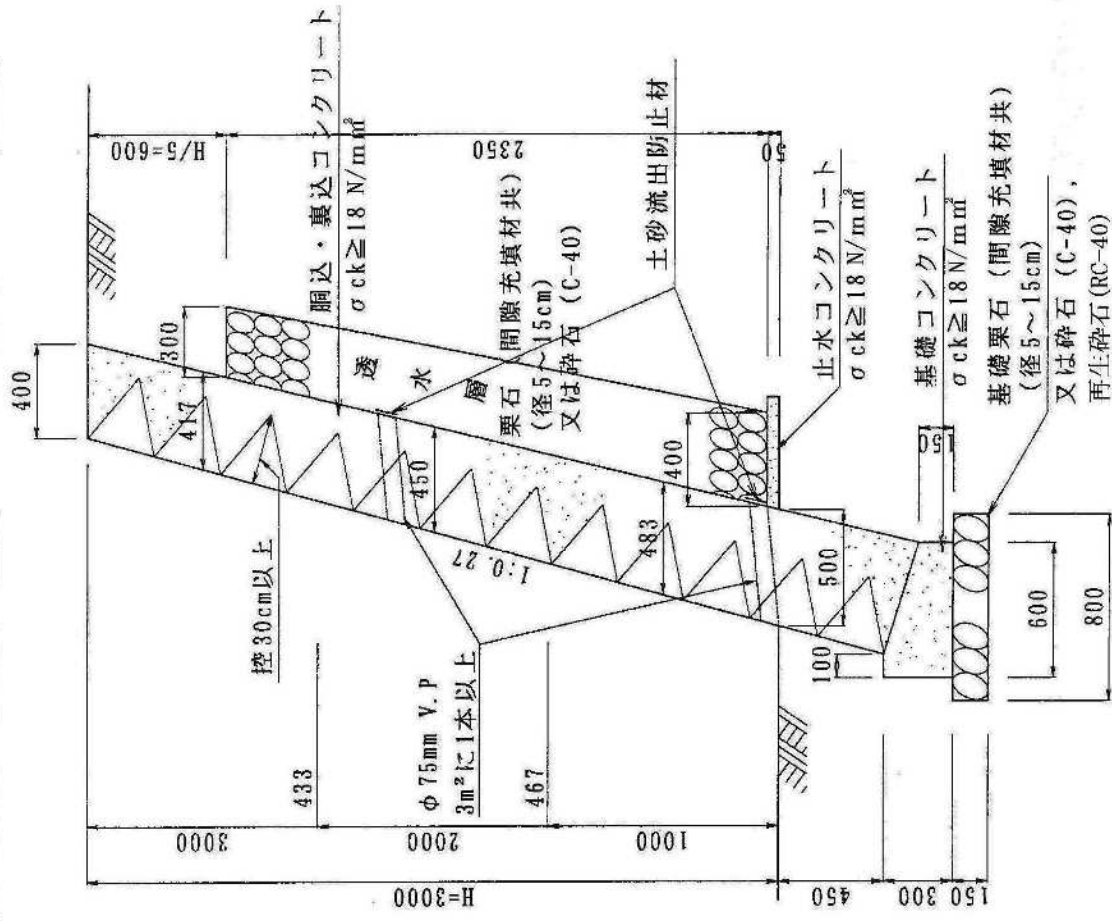 400
300
417
H/5=600
胴込・裏込コンクリート
σck≧18N/mm²
控30cm以上
透水層
2350
栗石（間隙充填材共）
（径5～15cm）
又は砕石（C-40）
450
1:0.27
土砂流出防止材
433
3000
φ75mm V.P
3m²に1本以上
467
2000
H=3000
1000
400
483
50
500
止水コンクリート
σck≧18N/mm²
100
450
150
基礎コンクリート
σck≧18N/mm²
300
600
150
800
基礎栗石（間隙充填材共）
（径5～15cm）
又は砕石（C-40），
再生砕石(RC-40)